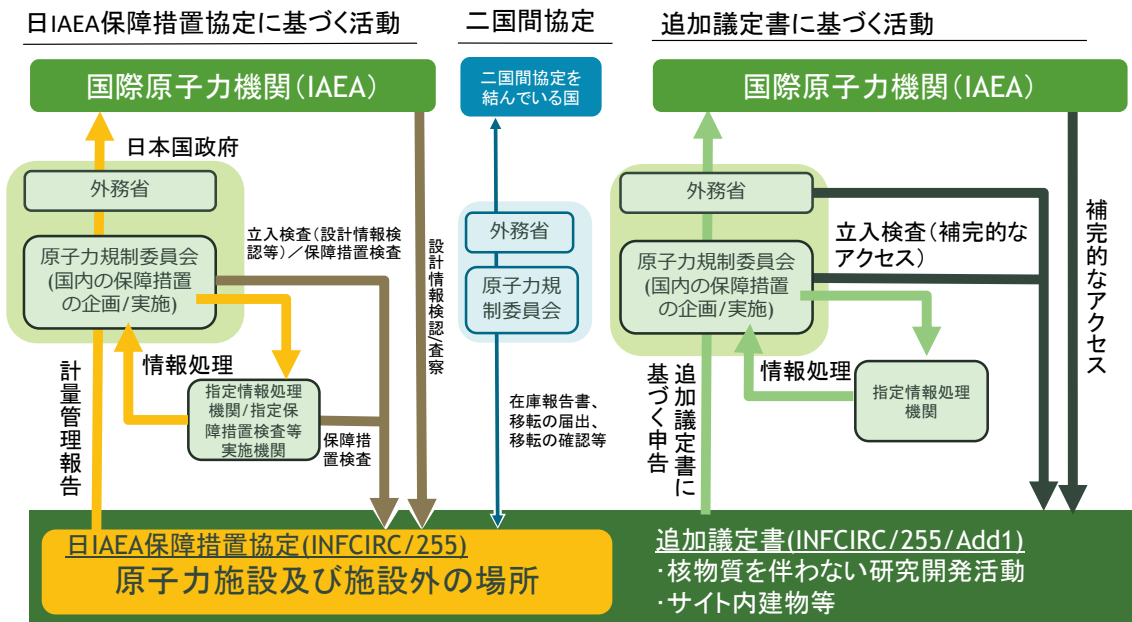 日IAEA保障措置協定に基づく活動
国際原子力機関(IAEA)
日本国政府
外務省
原子力規制委員会
(国内の保障措置
の企画/実施)
立入検査(設計情報検
認等)／保障措置検査
設計情報検認/査察
情報処理
指定情報処理
機関/指定保
障措置検査等
実施機関
保障措
置検査
計量管理報告
日IAEA保障措置協定(INFCIRC/255)
原子力施設及び施設外の場所
二国間協定
二国間協定を
結んでいる国
外務省
原子力規
制委員会
在庫報告書、
移転の届出、
移転の確認等
追加議定書に基づく活動
国際原子力機関(IAEA)
外務省
原子力規制委員会
(国内の保障措置
の企画/実施)
立入検査(補完的な
アクセス)
補完的なアクセス
情報処理
指定情報処理
機関
追加議定書に
基づく申告
追加議定書(INFCIRC/255/Add1)
・核物質を伴わない研究開発活動
・サイト内建物等